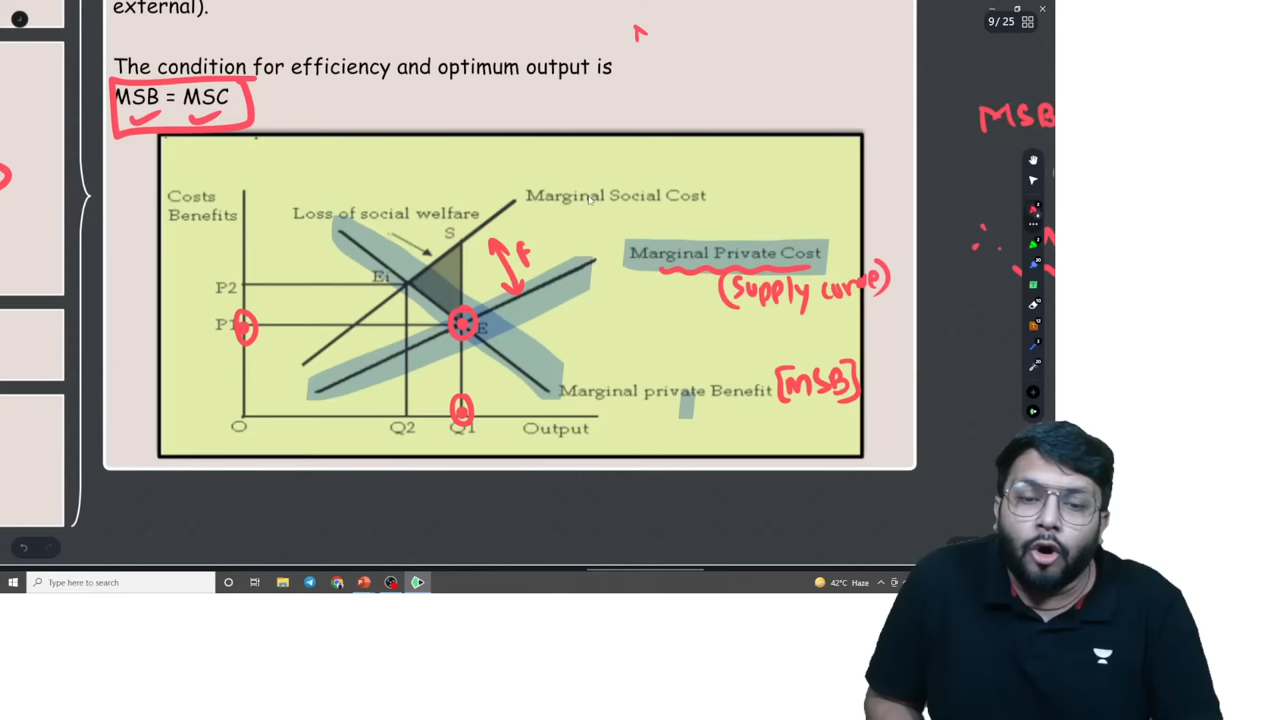 external).
9/25
The condition for efficiency and optimum output is
MSB = MSC
MSB
Costs
Benefits
Marginal Social Cost
Loss of social welfare
S
t
Marginal Private Cost
(Supply curve)
Ei
P2
P1
E
Marginal private Benefit [MSB]
O
Q2
Q1
Output
Type here to search
42°C Haze